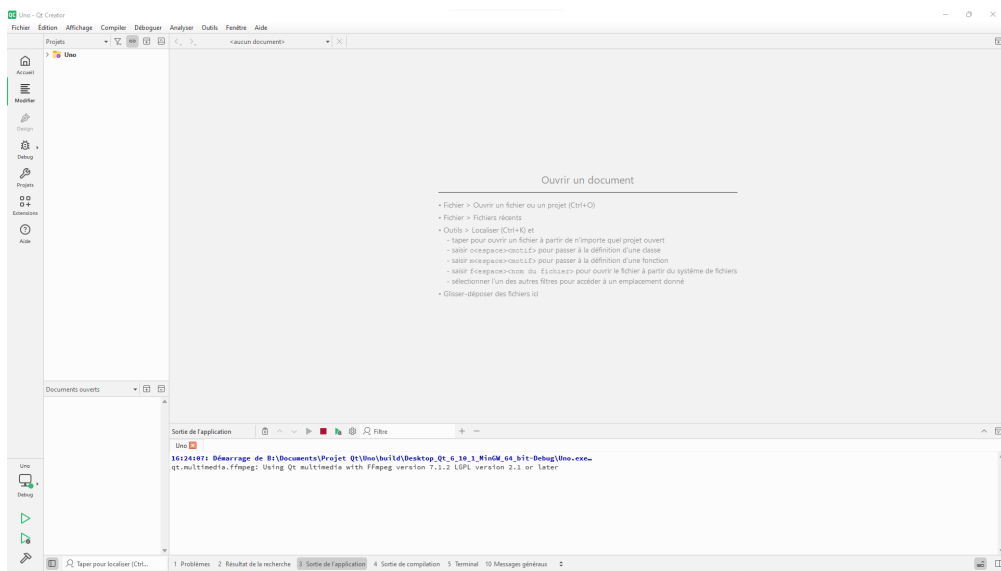 Uno - Qt Creator
Fichier Édition Affichage Compiler Déboguer Analyser Outils Fenêtre Aide
Projets
<aucun document>
Uno
Accueil
Modifier
Design
Debug
Projets
Extensions
Aide
Ouvrir un document
• Fichier > Ouvrir un fichier ou un projet (Ctrl+O)
• Fichier > Fichiers récents
• Outils > Localiser (Ctrl+K) et
- taper pour ouvrir un fichier à partir de n'importe quel projet ouvert
- saisir c<espace><motif> pour passer à la définition d'une classe
- saisir m<espace><motif> pour passer à la définition d'une fonction
- saisir f<espace><nom du fichier> pour ouvrir le fichier à partir du système de fichiers
- sélectionner l'un des autres filtres pour accéder à un emplacement donné
• Glisser-déposer des fichiers ici
Documents ouverts
Sortie de l'application
Filtre
Uno
16:24:07: Démarrage de B:\Documents\Projet Qt\Uno\build\Desktop_Qt_6_10_1_MinGW_64_bit-Debug\Uno.exe…
qt.multimedia.ffmpeg: Using Qt multimedia with FFmpeg version 7.1.2 LGPL version 2.1 or later
Uno
Debug
Taper pour localiser (Ctrl...
1 Problèmes 2 Résultat de la recherche 3 Sortie de l'application 4 Sortie de compilation 5 Terminal 10 Messages généraux